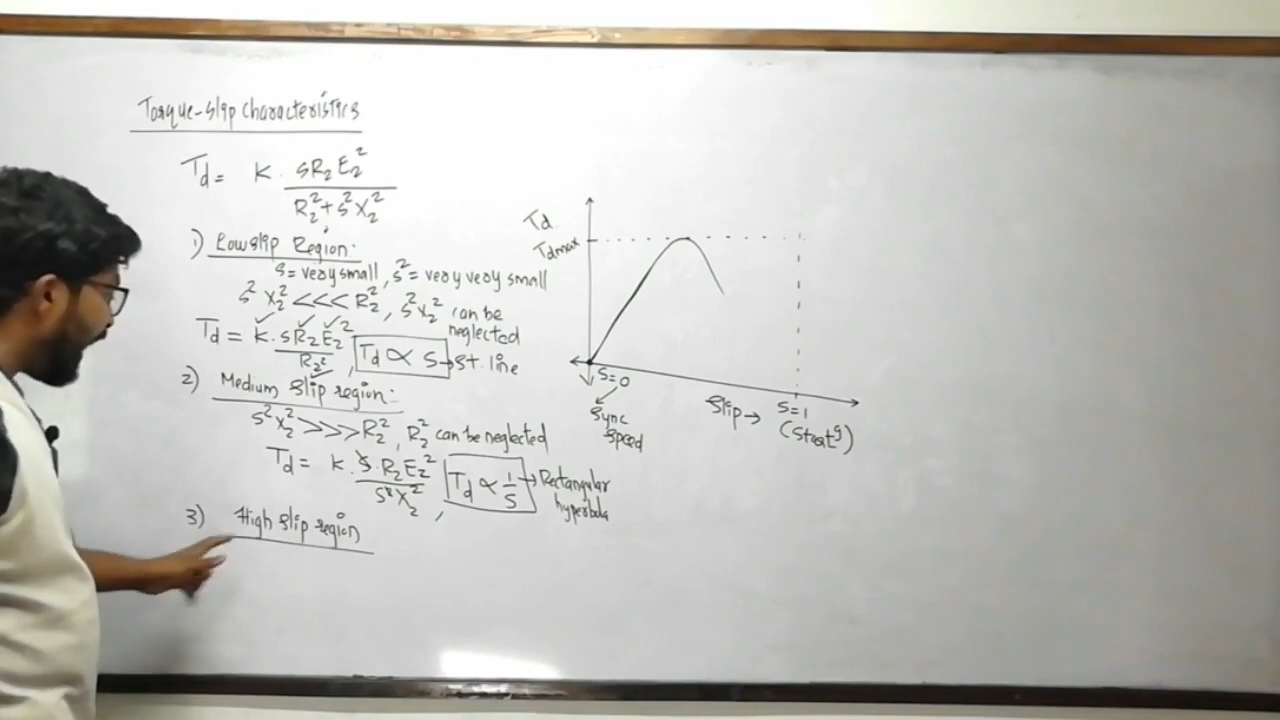 Torque-Slip Characteristics
Td = K. sR₂E₂² / R₂²+s²X₂²
1) Low slip Region:
s = very small, s² = very very small
s²X₂² <<< R₂², s²X₂² can be neglected
Td = K. sR₂E₂² / R₂², Td ∝ S → St. line
2) Medium slip region:-
s²X₂² >>> R₂², R₂² can be neglected
Td = K. s.R₂E₂² / s²X₂², Td ∝ 1/S → Rectangular hyperbola
3) High slip region
Td
Tdmax
S=0
Sync speed
Slip →
S=1
(Startᵍ)